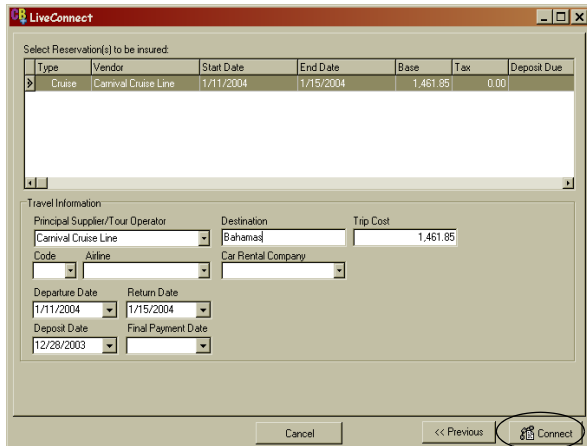 LiveConnect
Select Reservation(s) to be insured:
Type Vendor Start Date End Date Base Tax Deposit Due
Cruise Carnival Cruise Line 1/11/2004 1/15/2004 1,461.85 0.00
Travel Information
Principal Supplier/Tour Operator Destination Trip Cost
Carnival Cruise Line Bahamas 1,461.85
Code Airline Car Rental Company
Departure Date Return Date
1/11/2004 1/15/2004
Deposit Date Final Payment Date
12/28/2003
Cancel << Previous Connect